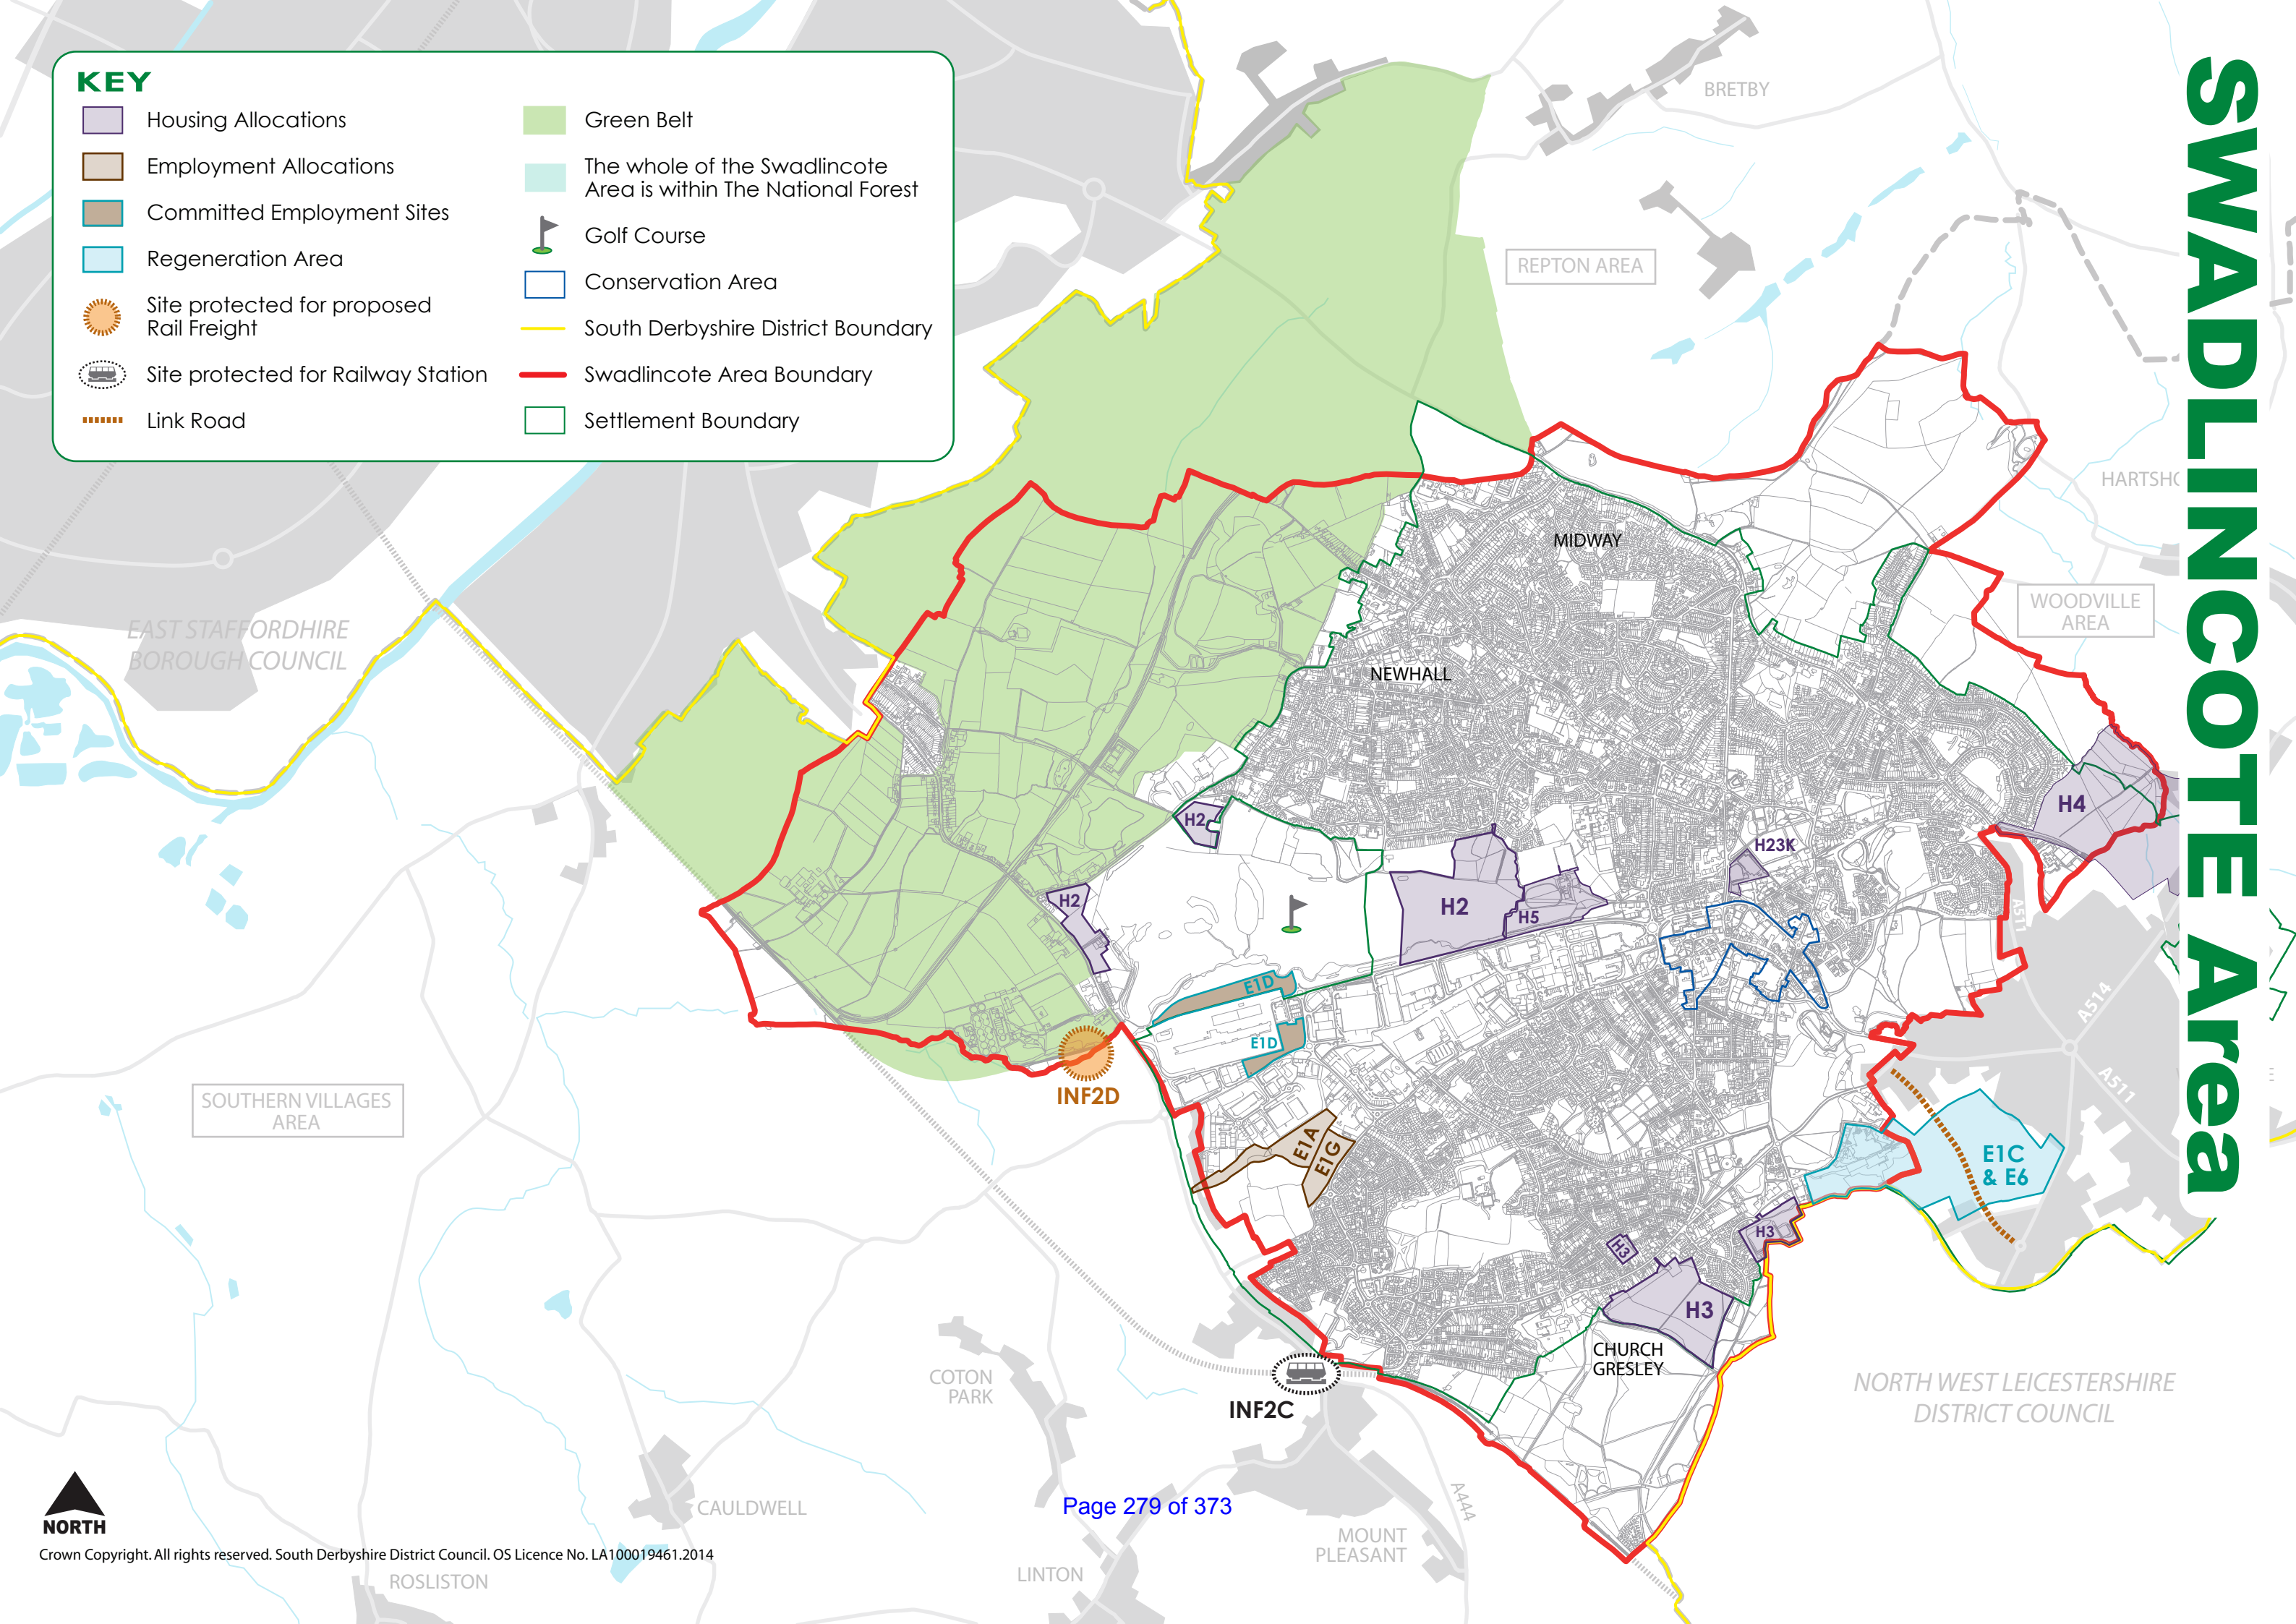 KEY
Housing Allocations
Employment Allocations
Committed Employment Sites
Regeneration Area
Site protected for proposed
Rail Freight
Site protected for Railway Station
Link Road
Green Belt
The whole of the Swadlincote
Area is within The National Forest
Golf Course
Conservation Area
South Derbyshire District Boundary
Swadlincote Area Boundary
Settlement Boundary
SWADLINCOTE Area
BRETBY
REPTON AREA
HARTSHO
MIDWAY
WOODVILLE
AREA
EAST STAFFORDHIRE
BOROUGH COUNCIL
NEWHALL
H4
H2
H23K
H2
H2
H5
A511
E1D
A514
E1D
INF2D
A511
SOUTHERN VILLAGES
AREA
E1A
E1G
E1C
& E6
H3
H3
H3
CHURCH
GRESLEY
COTON
PARK
INF2C
NORTH WEST LEICESTERSHIRE
DISTRICT COUNCIL
A444
CAULDWELL
Page 279 of 373
MOUNT
PLEASANT
NORTH
Crown Copyright. All rights reserved. South Derbyshire District Council. OS Licence No. LA100019461.2014
LINTON
ROSLISTON